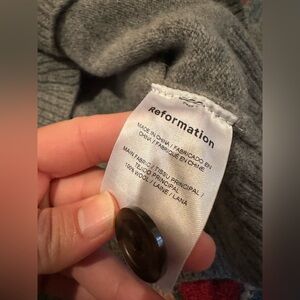 Reformation
MADE IN CHINA / FABRICADO EN
CHINA / FABRIQUÉ EN CHINE
MAIN FABRIC / TISSU PRINCIPAL /
TEJIDO PRINCIPAL
100% WOOL / LAINE / LANA